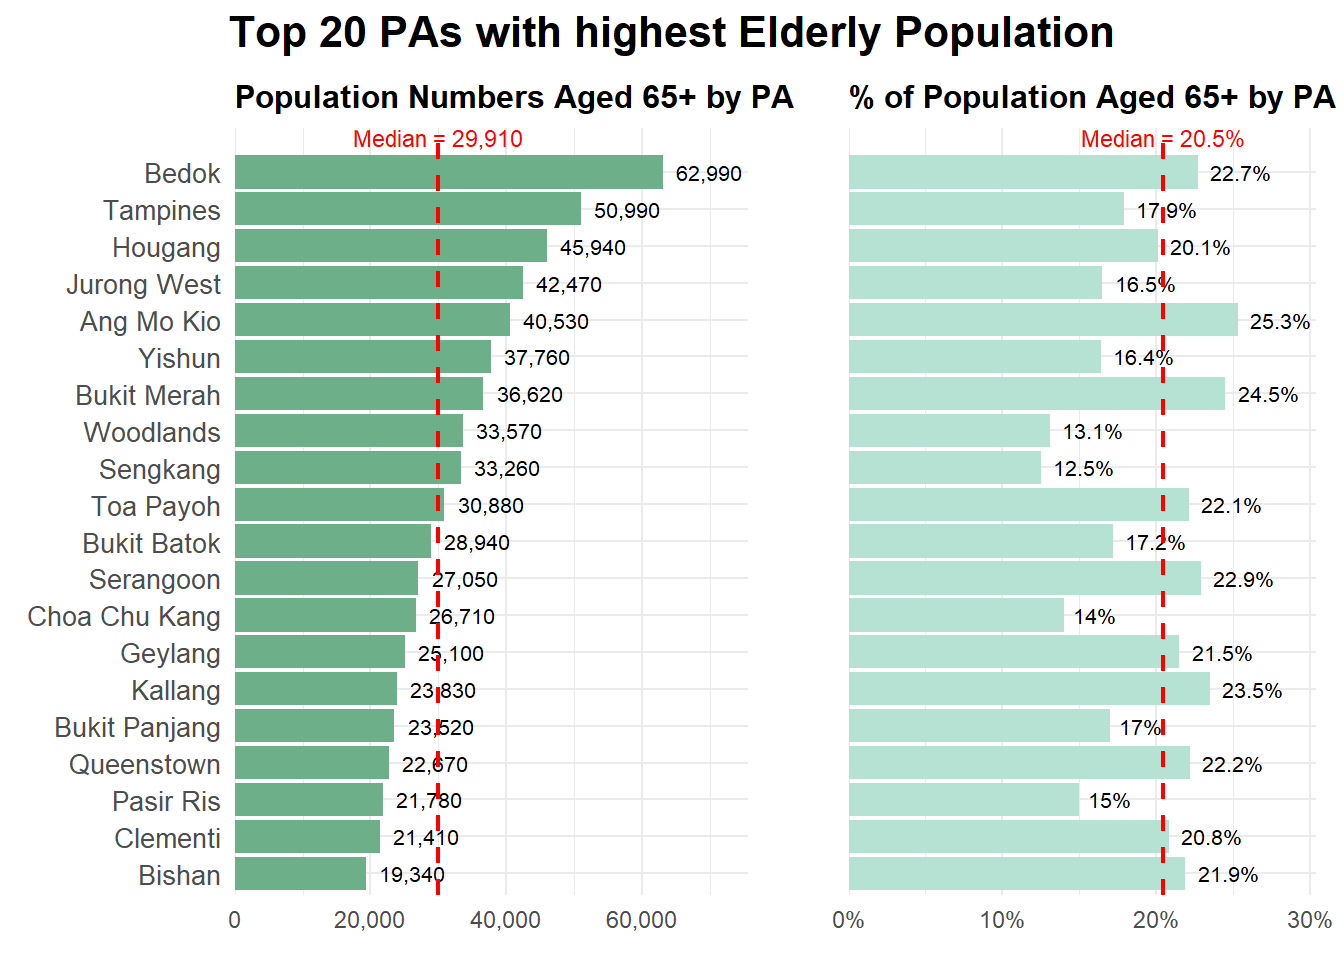 Top 20 PAs with highest Elderly Population
Population Numbers Aged 65+ by PA
Median = 29,910
Bedok 62,990
Tampines 50,990
Hougang 45,940
Jurong West 42,470
Ang Mo Kio 40,530
Yishun 37,760
Bukit Merah 36,620
Woodlands 33,570
Sengkang 33,260
Toa Payoh 30,880
Bukit Batok 28,940
Serangoon 27,050
Choa Chu Kang 26,710
Geylang 25,100
Kallang 23,830
Bukit Panjang 23,520
Queenstown 22,670
Pasir Ris 21,780
Clementi 21,410
Bishan 19,340
0 20,000 40,000 60,000
% of Population Aged 65+ by PA
Median = 20.5%
22.7%
17.9%
20.1%
16.5%
25.3%
16.4%
24.5%
13.1%
12.5%
22.1%
17.2%
22.9%
14%
21.5%
23.5%
17%
22.2%
15%
20.8%
21.9%
0% 10% 20% 30%